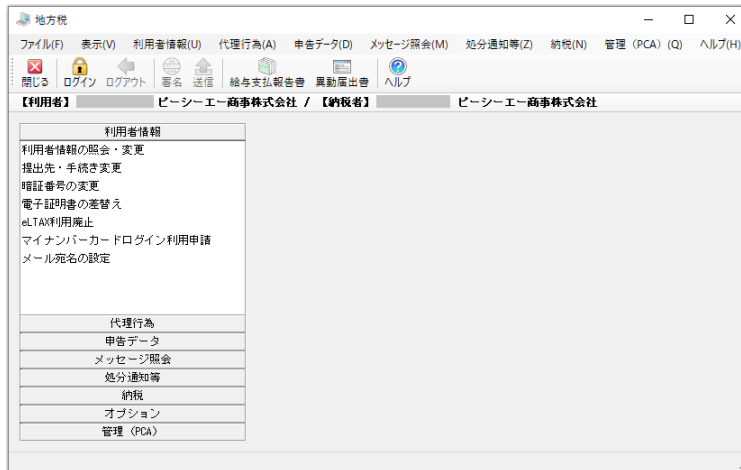 地方税
ファイル(F) 表示(V) 利用者情報(U) 代理行為(A) 申告データ(D) メッセージ照会(M) 処分通知等(Z) 納税(N) 管理（PCA）(Q) ヘルプ(H)
閉じる ログイン ログアウト 署名 送信 給与支払報告書 異動届出書 ヘルプ
【利用者】 ピーシーエー商事株式会社 / 【納税者】 ピーシーエー商事株式会社
利用者情報
利用者情報の照会・変更
提出先・手続き変更
暗証番号の変更
電子証明書の差替え
eLTAX利用廃止
マイナンバーカードログイン利用申請
メール宛名の設定
代理行為
申告データ
メッセージ照会
処分通知等
納税
オプション
管理（PCA）